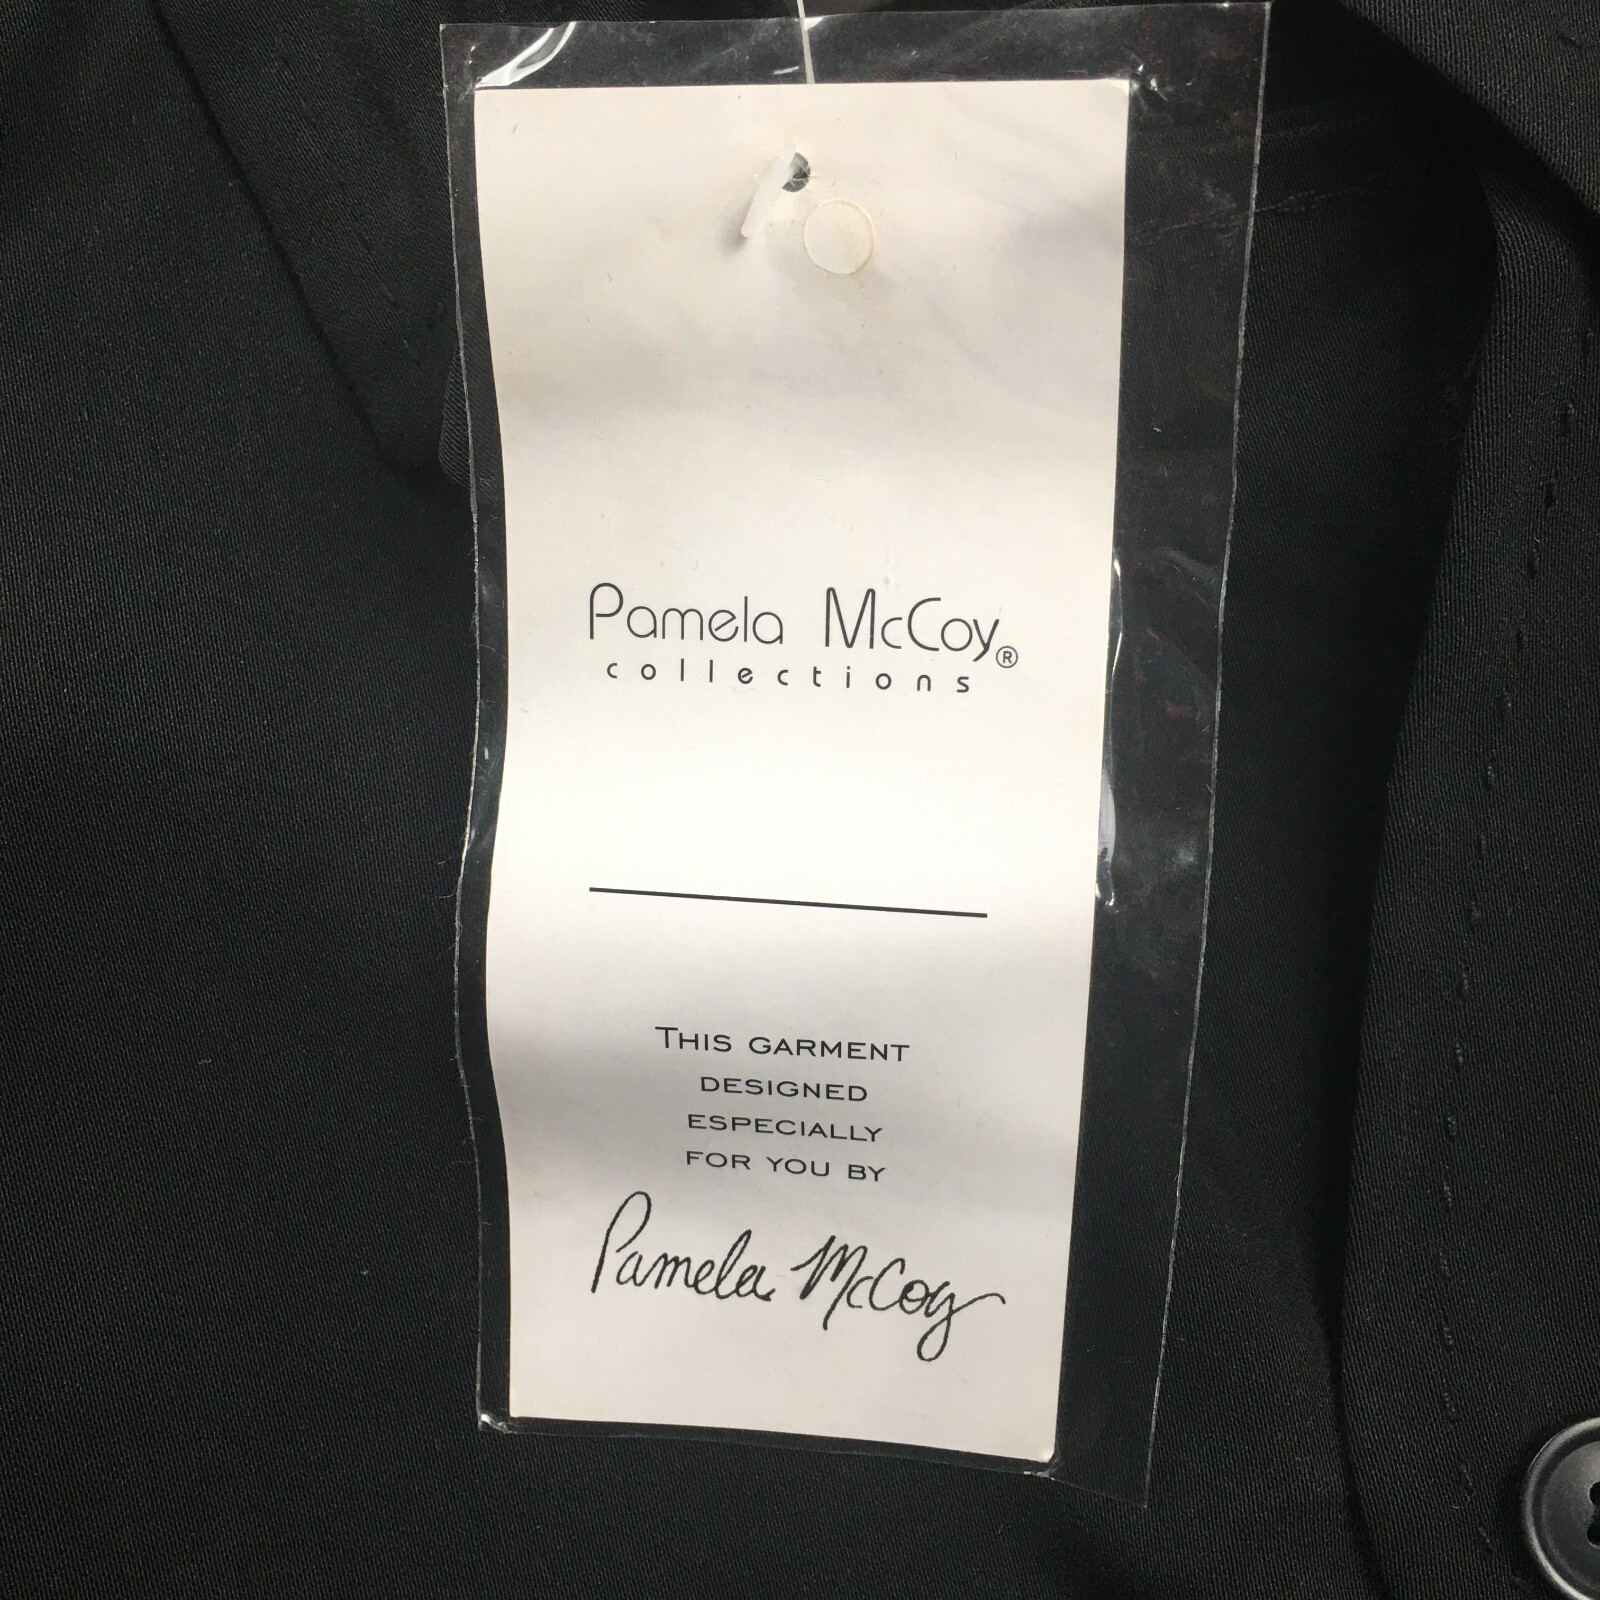 Pamela McCoy®
collections
THIS GARMENT
DESIGNED
ESPECIALLY
FOR YOU BY
Pamela McCoy